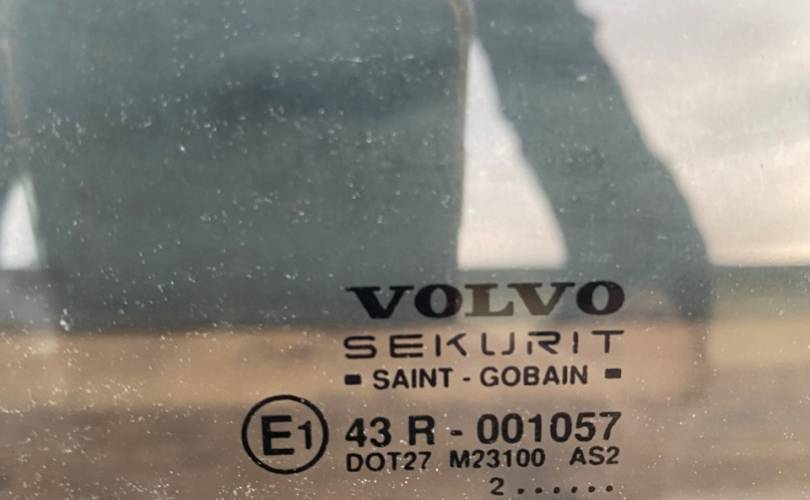 VOLVO
SEKURIT
- SAINT - GOBAIN -
E1 43 R - 001057
DOT27 M23100 AS2
2 ......